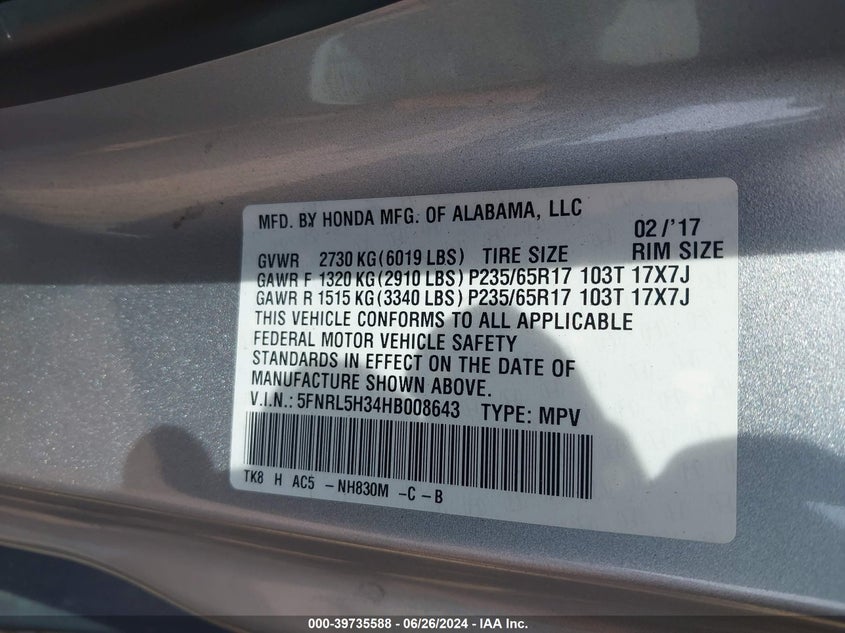 MFD. BY HONDA MFG. OF ALABAMA, LLC 02/'17
GVWR 2730 KG(6019 LBS) TIRE SIZE RIM SIZE
GAWR F 1320 KG(2910 LBS) P235/65R17 103T 17X7J
GAWR R 1515 KG(3340 LBS) P235/65R17 103T 17X7J
THIS VEHICLE CONFORMS TO ALL APPLICABLE
FEDERAL MOTOR VEHICLE SAFETY
STANDARDS IN EFFECT ON THE DATE OF
MANUFACTURE SHOWN ABOVE.
V.I.N.: 5FNRL5H34HB008643 TYPE: MPV
TK8 H AC5 -NH830M -C-B
000-39735588 - 06/26/2024 - IAA Inc.